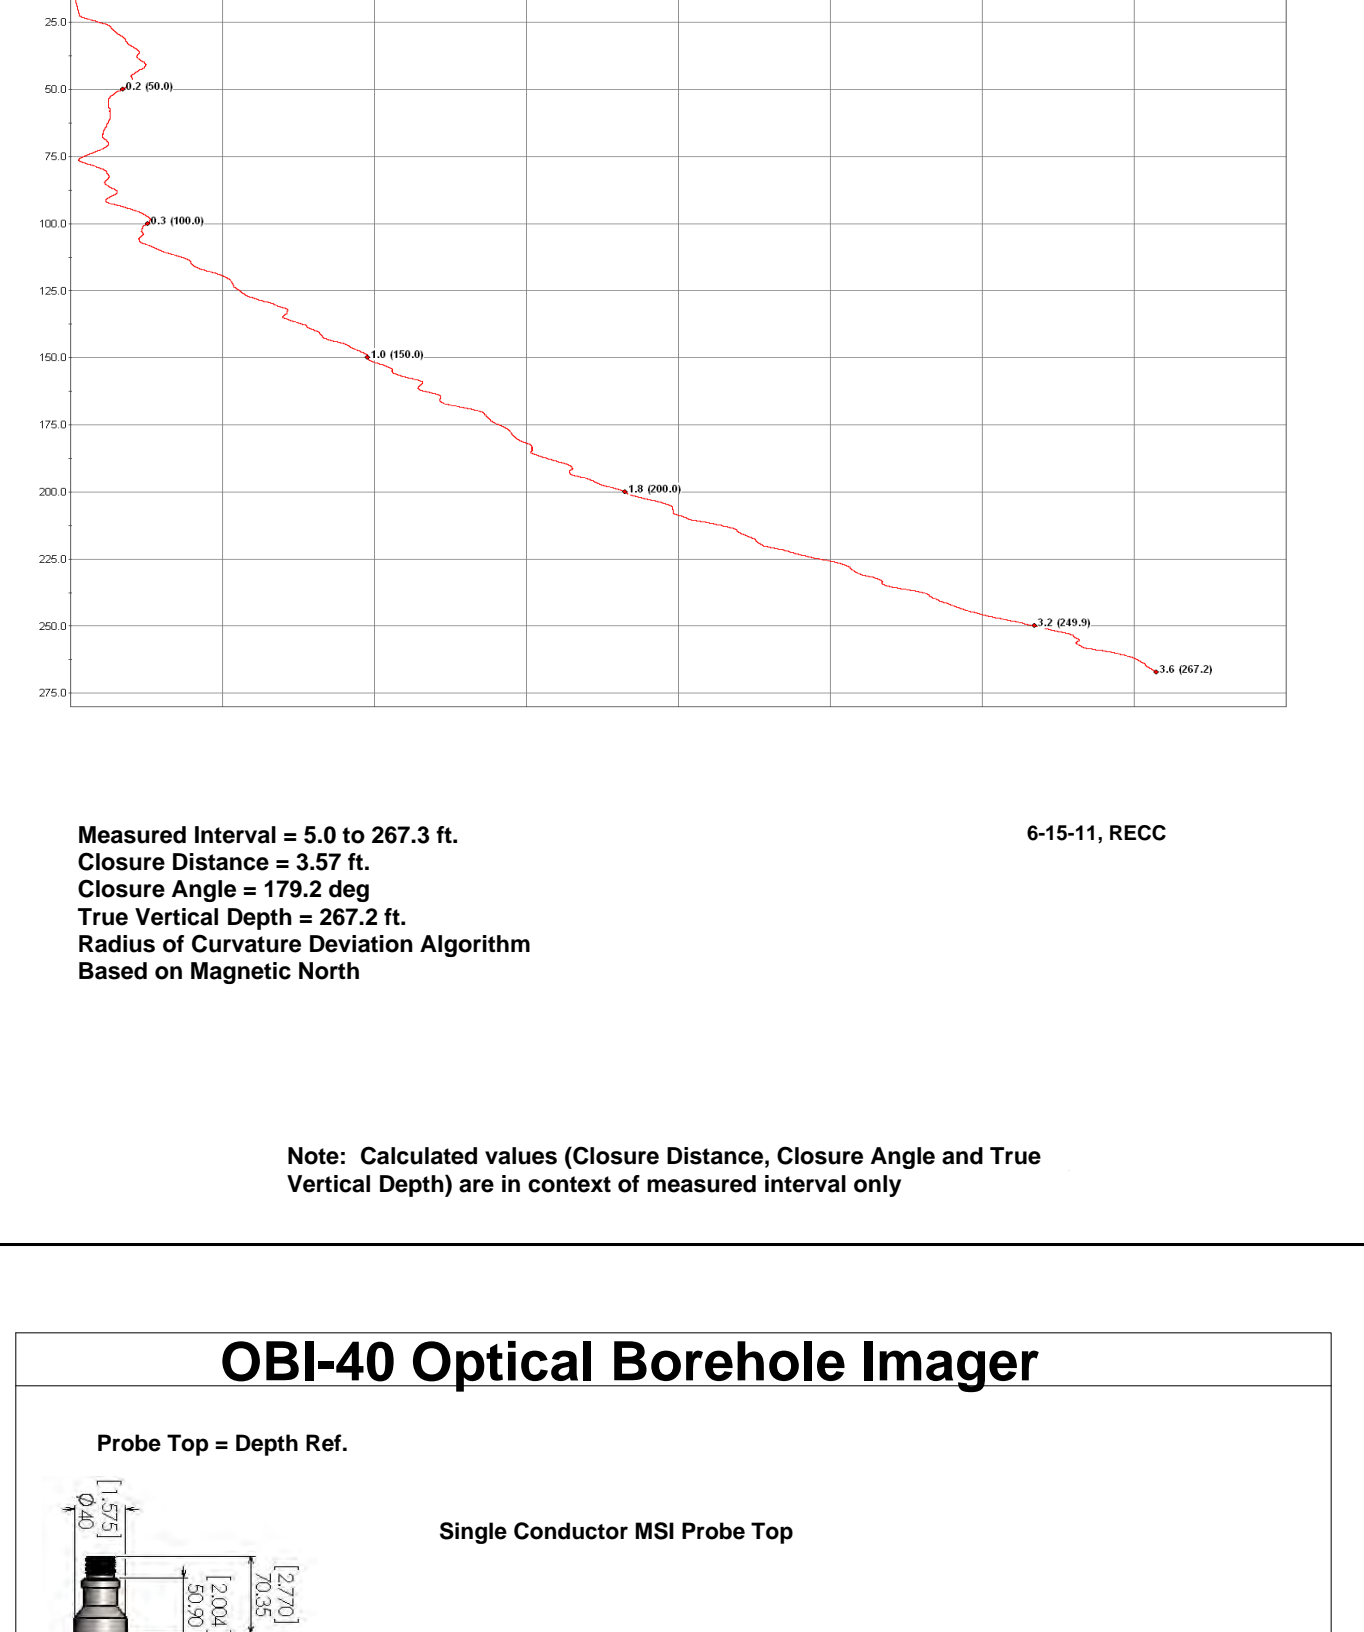 25.0
50.0
0.2 (50.0)
75.0
100.0
0.3 (100.0)
125.0
150.0
1.0 (150.0)
175.0
200.0
1.8 (200.0)
225.0
250.0
3.2 (249.9)
3.6 (267.2)
275.0
Measured Interval = 5.0 to 267.3 ft.
6-15-11, RECC
Closure Distance = 3.57 ft.
Closure Angle = 179.2 deg
True Vertical Depth = 267.2 ft.
Radius of Curvature Deviation Algorithm
Based on Magnetic North
Note: Calculated values (Closure Distance, Closure Angle and True
Vertical Depth) are in context of measured interval only
OBI-40 Optical Borehole Imager
Probe Top = Depth Ref.
[1.575]
Ø 40
Single Conductor MSI Probe Top
[2.770]
70.35
[2.004
50.90